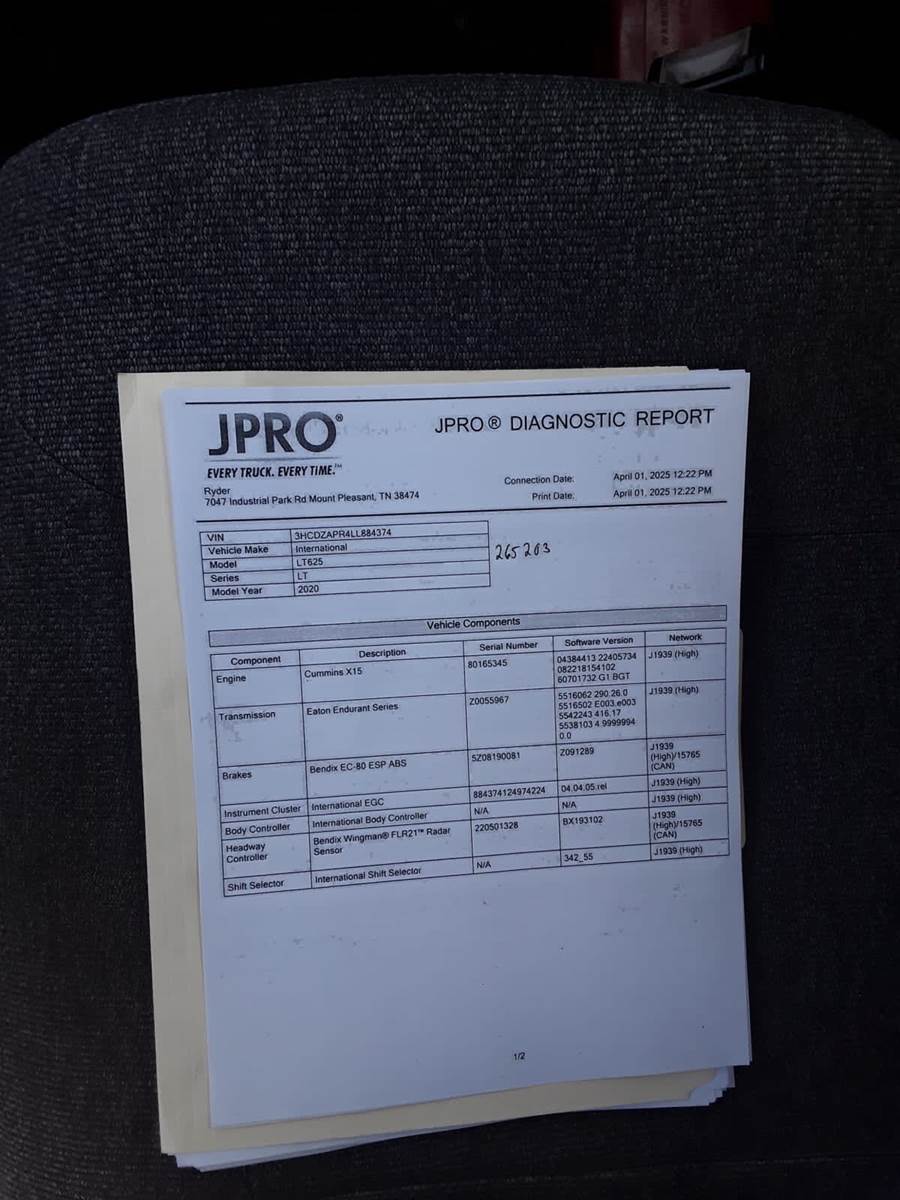 JPRO®
JPRO® DIAGNOSTIC REPORT
EVERY TRUCK. EVERY TIME.™
Ryder
7047 Industrial Park Rd Mount Pleasant, TN 38474
Connection Date: April 01, 2025 12:22 PM
Print Date: April 01, 2025 12:22 PM
VIN 3HCDZAPR4LL884374
Vehicle Make International
Model LT625
Series LT
Model Year 2020
265203
Vehicle Components
Component Description Serial Number Software Version Network
Engine Cummins X15 80165345 04384413 22405734 J1939 (High)
082218154102
60701732 G1 BGT
Transmission Eaton Endurant Series Z0055967 5516062 290.26.0 J1939 (High)
5516502 E003.e003
5542243 416.17
5538103 4.9999994
0.0
Brakes Bendix EC-80 ESP ABS 5Z08190081 Z091289 J1939
(High)/15765
(CAN)
Instrument Cluster International EGC 884374124974224 04.04.05.rel J1939 (High)
Body Controller International Body Controller N/A N/A J1939 (High)
Headway Bendix Wingman® FLR21™ Radar 220501328 BX193102 J1939
Controller Sensor (High)/15765
(CAN)
Shift Selector International Shift Selector N/A 342_55 J1939 (High)
1/2